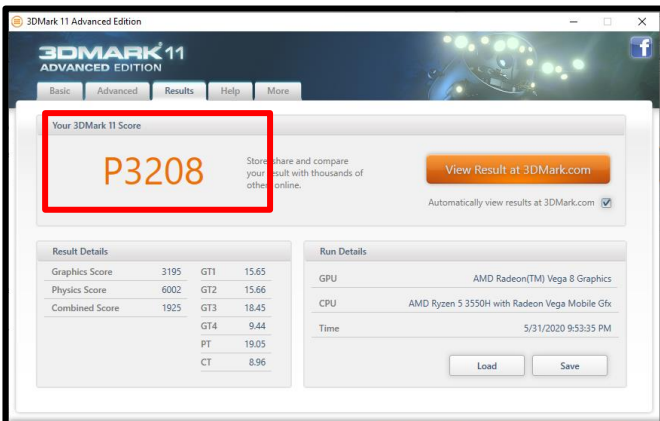 3DMark 11 Advanced Edition
3DMARK 11
ADVANCED EDITION
f
Basic Advanced Results Help More
Your 3DMark 11 Score
P3208
Store, share and compare
your result with thousands of
others online.
View Result at 3DMark.com
Automatically view results at 3DMark.com
Result Details
Graphics Score 3195 GT1 15.65
Physics Score 6002 GT2 15.66
Combined Score 1925 GT3 18.45
GT4 9.44
PT 19.05
CT 8.96
Run Details
GPU AMD Radeon(TM) Vega 8 Graphics
CPU AMD Ryzen 5 3550H with Radeon Vega Mobile Gfx
Time 5/31/2020 9:53:35 PM
Load Save